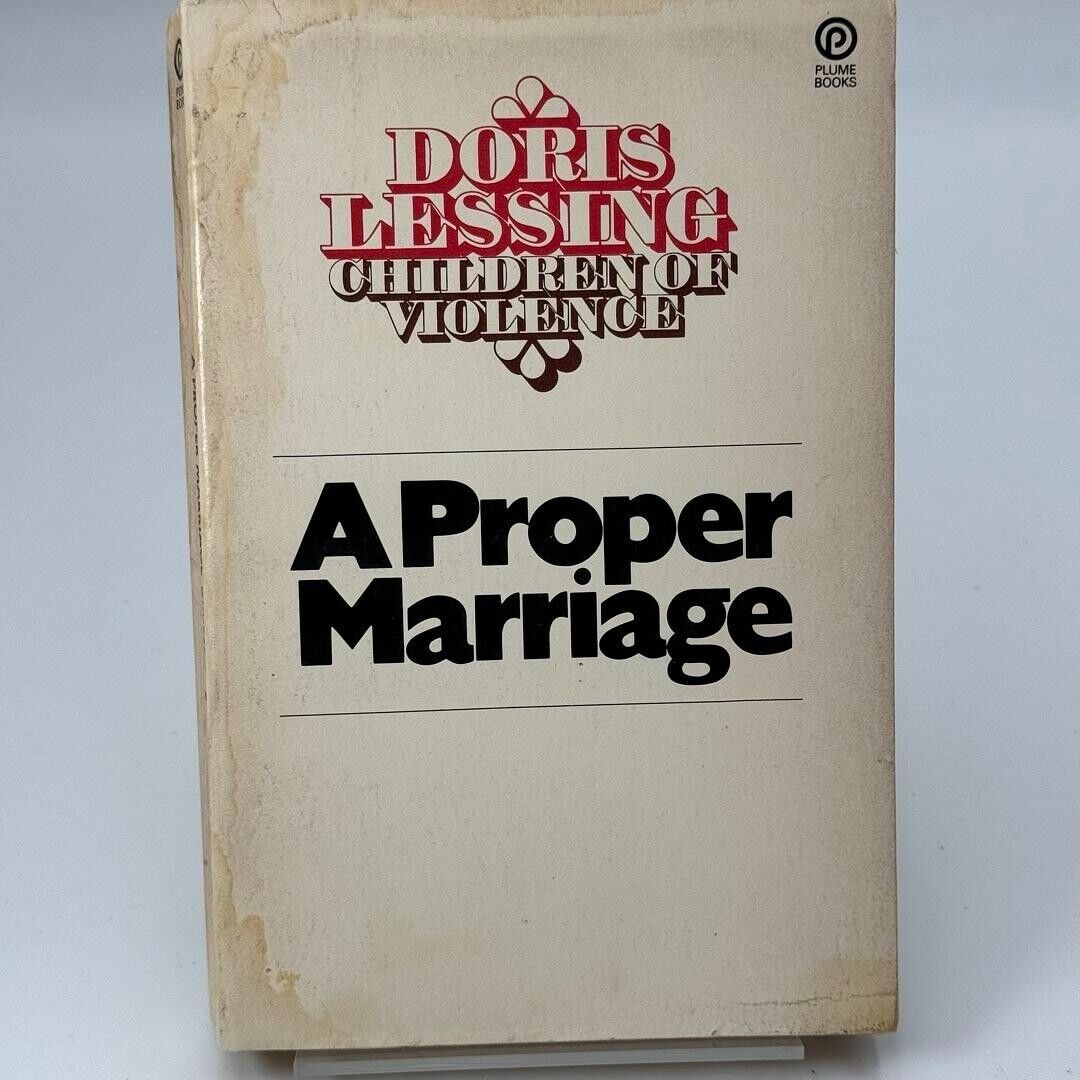 PLUME
BOOKS
DORIS
LESSING
CHILDREN OF
VIOLENCE
A Proper
Marriage